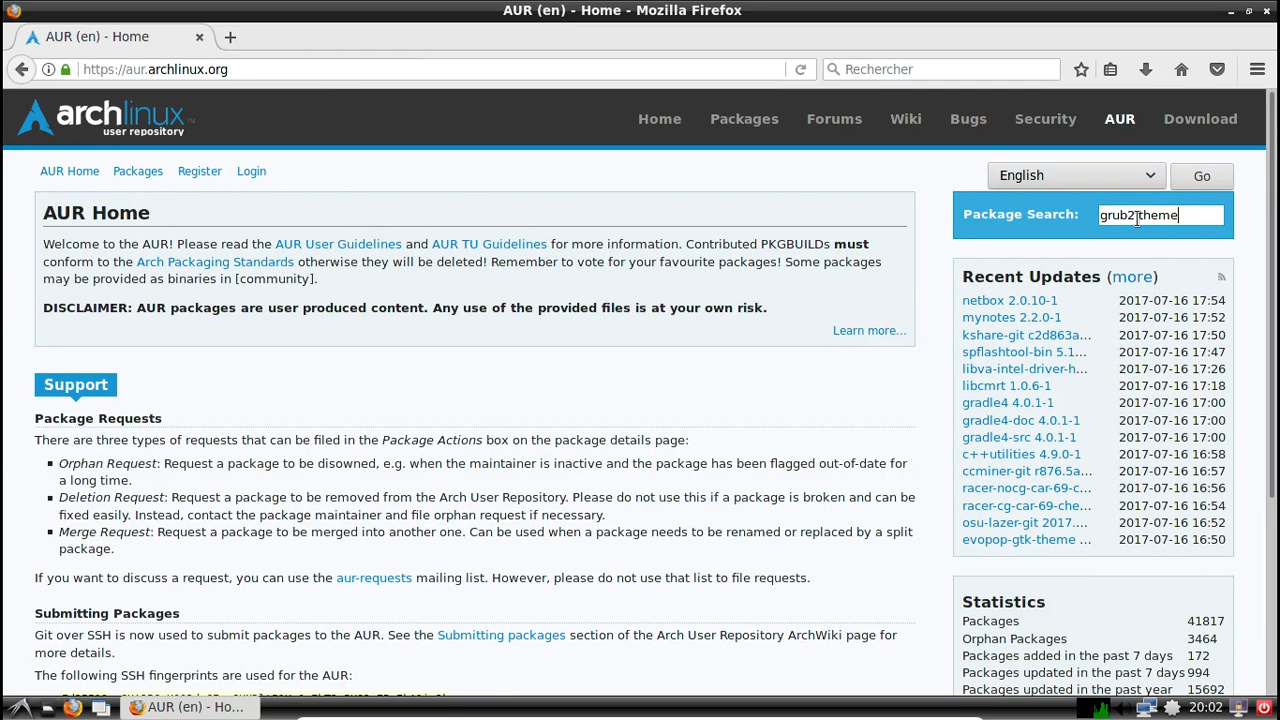 AUR (en) - Home - Mozilla Firefox
AUR (en) - Home
https://aur.archlinux.org
Rechercher
archlinux
user repository
Home Packages Forums Wiki Bugs Security AUR Download
AUR Home Packages Register Login
English
Go
AUR Home
Welcome to the AUR! Please read the AUR User Guidelines and AUR TU Guidelines for more information. Contributed PKGBUILDs must
conform to the Arch Packaging Standards otherwise they will be deleted! Remember to vote for your favourite packages! Some packages
may be provided as binaries in [community].
DISCLAIMER: AUR packages are user produced content. Any use of the provided files is at your own risk.
Learn more...
Support
Package Requests
There are three types of requests that can be filed in the Package Actions box on the package details page:
Orphan Request: Request a package to be disowned, e.g. when the maintainer is inactive and the package has been flagged out-of-date for
a long time.
Deletion Request: Request a package to be removed from the Arch User Repository. Please do not use this if a package is broken and can be
fixed easily. Instead, contact the package maintainer and file orphan request if necessary.
Merge Request: Request a package to be merged into another one. Can be used when a package needs to be renamed or replaced by a split
package.
If you want to discuss a request, you can use the aur-requests mailing list. However, please do not use that list to file requests.
Submitting Packages
Git over SSH is now used to submit packages to the AUR. See the Submitting packages section of the Arch User Repository ArchWiki page for
more details.
The following SSH fingerprints are used for the AUR:
Package Search: grub2 theme
Recent Updates (more)
netbox 2.0.10-1 2017-07-16 17:54
mynotes 2.2.0-1 2017-07-16 17:52
kshare-git c2d863a... 2017-07-16 17:50
spflashtool-bin 5.1... 2017-07-16 17:47
libva-intel-driver-h... 2017-07-16 17:26
libcmrt 1.0.6-1 2017-07-16 17:18
gradle4 4.0.1-1 2017-07-16 17:00
gradle4-doc 4.0.1-1 2017-07-16 17:00
gradle4-src 4.0.1-1 2017-07-16 17:00
c++utilities 4.9.0-1 2017-07-16 16:58
ccminer-git r876.5a... 2017-07-16 16:57
racer-nocg-car-69-c... 2017-07-16 16:56
racer-cg-car-69-che... 2017-07-16 16:54
osu-lazer-git 2017.... 2017-07-16 16:52
evopop-gtk-theme ... 2017-07-16 16:50
Statistics
Packages 41817
Orphan Packages 3464
Packages added in the past 7 days 172
Packages updated in the past 7 days 994
Packages updated in the past year 15692
AUR (en) - Ho...
20:02